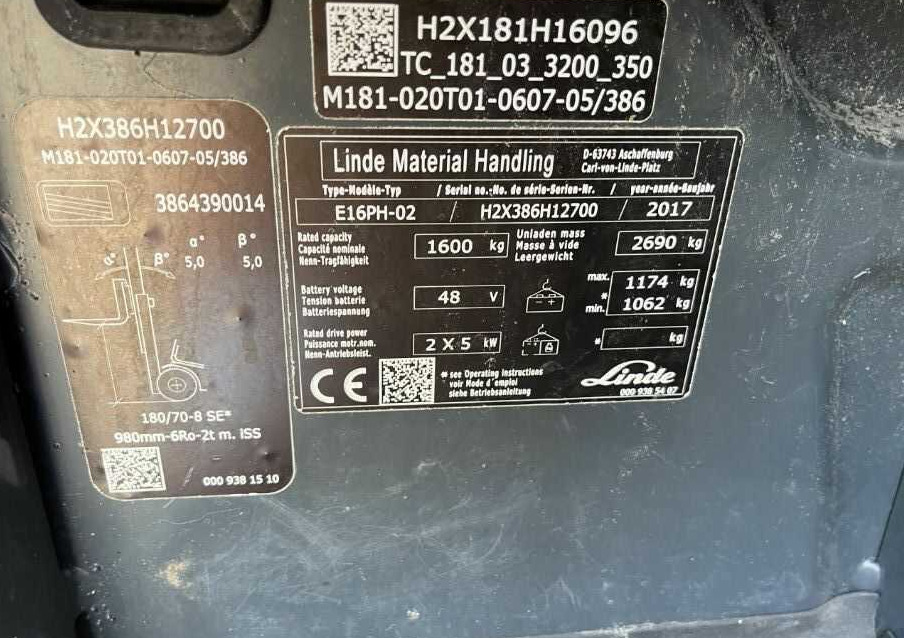 H2X181H16096
TC_181_03_3200_350
M181-020T01-0607-05/386
H2X386H12700
M181-020T01-0607-05/386
3864390014
α° β°
α° β° 5,0 5,0
180/70-8 SE*
980mm-6Ro-2t m. iSS
000 938 15 10
Linde Material Handling
D-63743 Aschaffenburg
Carl-von-Linde-Platz
Type-Modèle-Typ / Serial no.:-No. de série-Serien-Nr. / year-année-Baujahr
E16PH-02 / H2X386H12700 / 2017
Rated capacity
Capacité nominale
Nenn-Tragfähigkeit
1600 kg
Unladen mass
Masse à vide
Leergewicht
2690 kg
Battery voltage
Tension batterie
Batteriespannung
48 V
max. 1174 kg
*
min. 1062 kg
Rated drive power
Puissance motr.nom.
Nenn-Antriebsleist.
2 X 5 kW
* kg
CE
* see Operating instructions
voir Mode d'emploi
siehe Betriebsanleitung
Linde
000 938 54 07